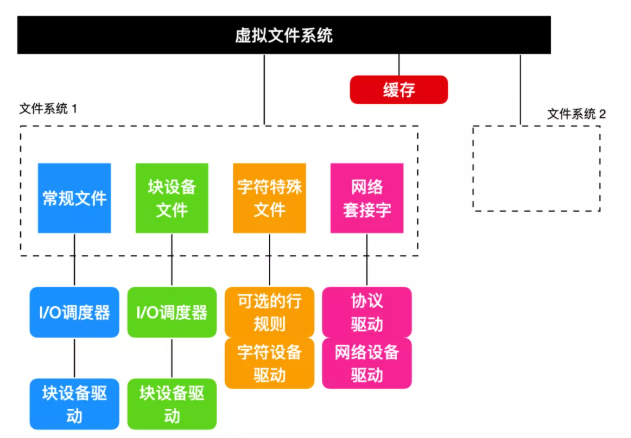 虚拟文件系统
缓存
文件系统 1
文件系统 2
常规文件
块设备
文件
字符特殊
文件
网络
套接字
I/O调度器
I/O调度器
可选的行
规则
协议
驱动
字符设备
驱动
网络设备
驱动
块设备驱
动
块设备驱
动